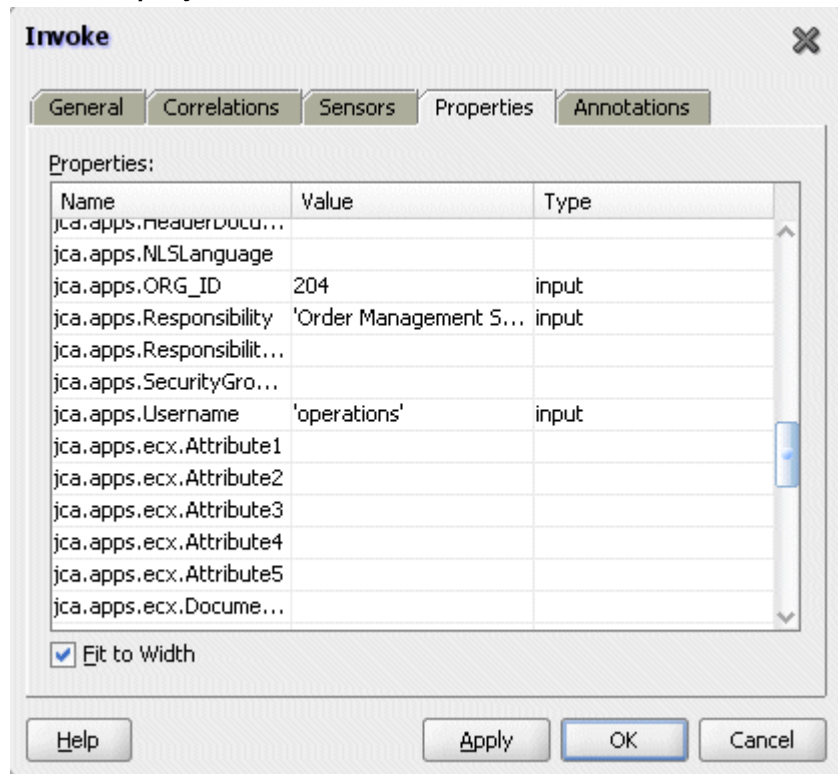 Invoke
General Correlations Sensors Properties Annotations
Properties:
Name Value Type
jca.apps.HeaderDocu...
jca.apps.NLSLanguage
jca.apps.ORG_ID 204 input
jca.apps.Responsibility 'Order Management S... input
jca.apps.Responsibilit...
jca.apps.SecurityGro...
jca.apps.Username 'operations' input
jca.apps.ecx.Attribute1
jca.apps.ecx.Attribute2
jca.apps.ecx.Attribute3
jca.apps.ecx.Attribute4
jca.apps.ecx.Attribute5
jca.apps.ecx.Docume...
Fit to Width
Help Apply OK Cancel